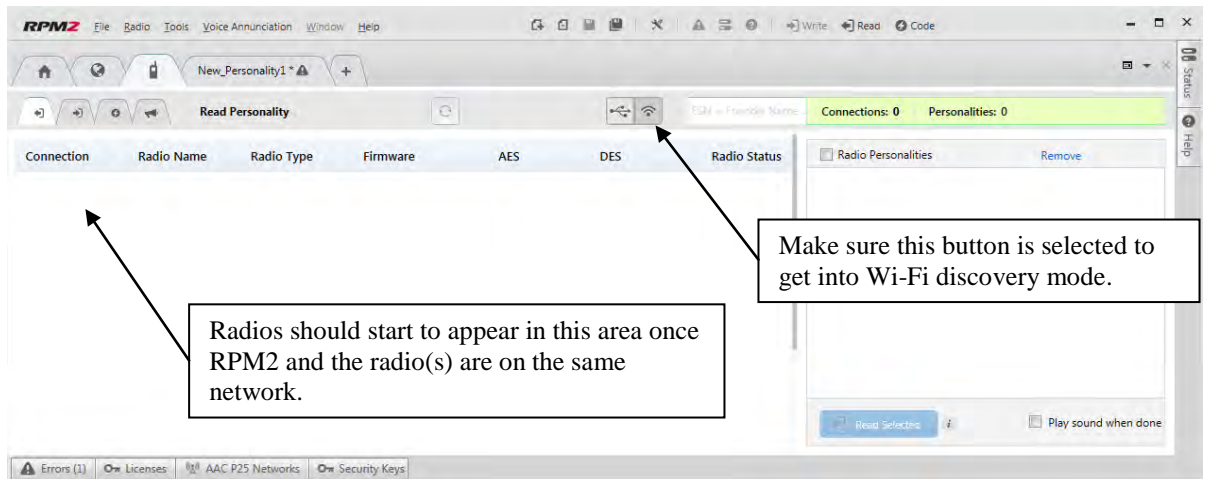 RPM2 File Radio Tools Voice Annunciation Window Help Write Read Code
New_Personality1 * +
Read Personality ESN or Friendly Name Connections: 0 Personalities: 0
Connection Radio Name Radio Type Firmware AES DES Radio Status
Radio Personalities Remove
Make sure this button is selected to
get into Wi-Fi discovery mode.
Radios should start to appear in this area once
RPM2 and the radio(s) are on the same
network.
Read Selected i Play sound when done
Errors (1) Licenses AAC P25 Networks Security Keys
Status
Help